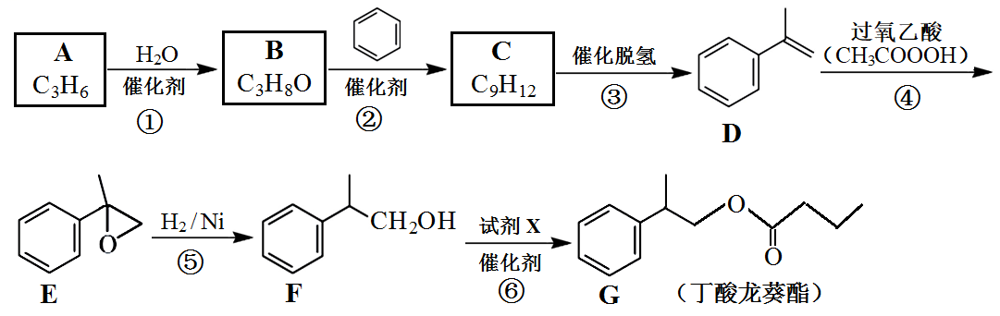 A C₃H₆ H₂O 催化剂 ① B C₃H₈O 催化剂 ② C C₉H₁₂ 催化脱氢 ③ D 过氧乙酸 (CH₃COOOH) ④
O E H₂/Ni ⑤ CH₂OH F 试剂 X 催化剂 ⑥ O O G (丁酸龙葵酯)